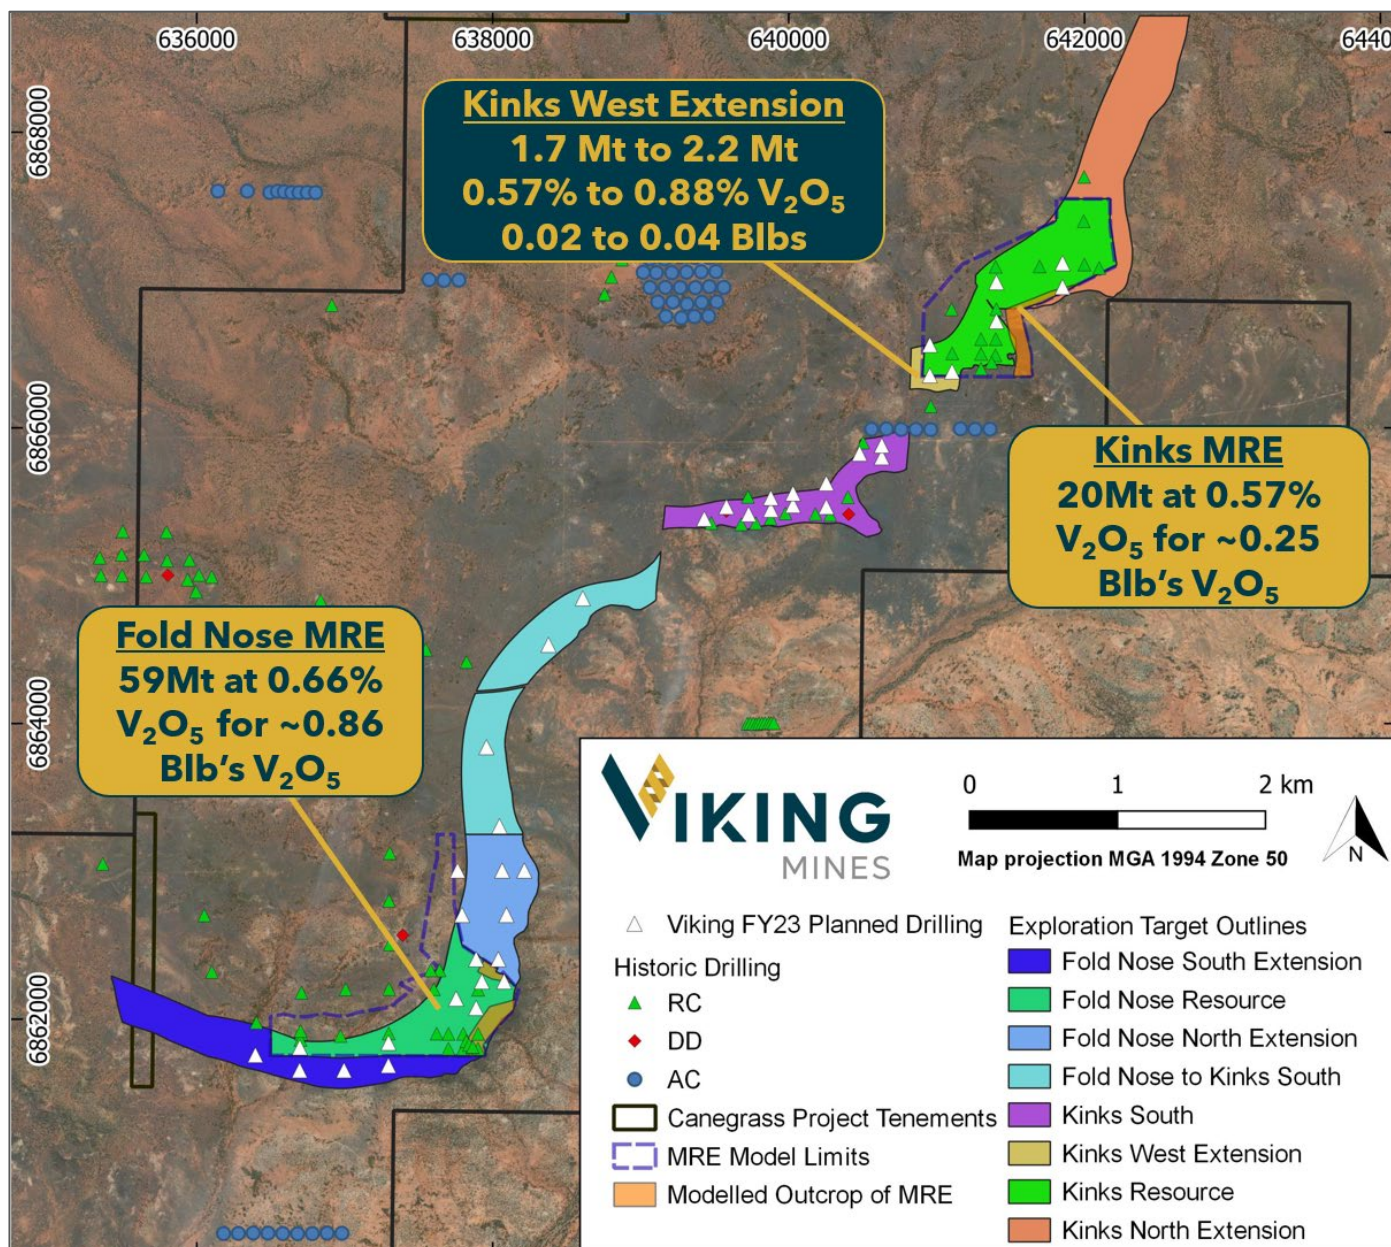 636000
638000
640000
642000
6440
6868000
6866000
6864000
6862000
Kinks West Extension
1.7 Mt to 2.2 Mt
0.57% to 0.88% V₂O₅
0.02 to 0.04 Blbs
Kinks MRE
20Mt at 0.57%
V₂O₅ for ~0.25
Blb's V₂O₅
Fold Nose MRE
59Mt at 0.66%
V₂O₅ for ~0.86
Blb's V₂O₅
VIKING
MINES
0 1 2 km
Map projection MGA 1994 Zone 50
N
Viking FY23 Planned Drilling
Historic Drilling
RC
DD
AC
Canegrass Project Tenements
MRE Model Limits
Modelled Outcrop of MRE
Exploration Target Outlines
Fold Nose South Extension
Fold Nose Resource
Fold Nose North Extension
Fold Nose to Kinks South
Kinks South
Kinks West Extension
Kinks Resource
Kinks North Extension